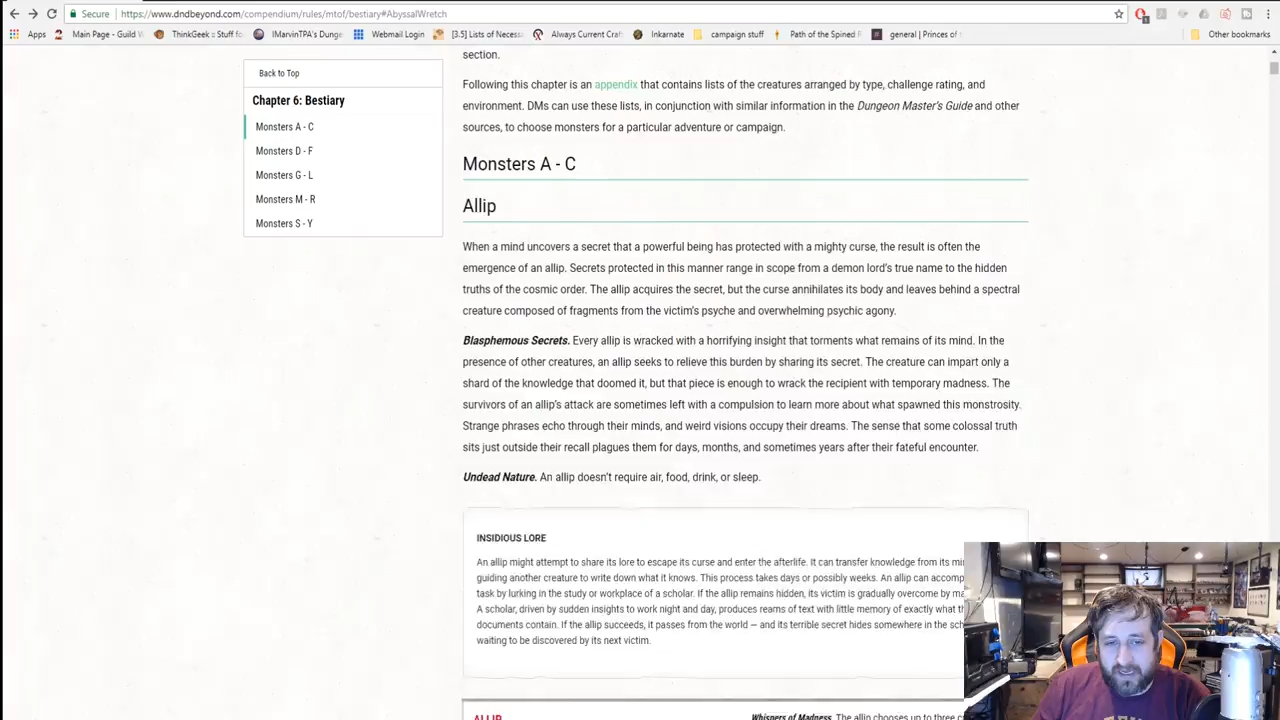 Secure https://www.dndbeyond.com/compendium/rules/mtof/bestiary#AbyssalWretch
Apps Main Page - Guild W ThinkGeek :: Stuff fo IMarvinTPA's Dunge Webmail Login [3.5] Lists of Necess Always Current Craf Inkarnate campaign stuff Path of the Spined R general | Princes of Other bookmarks
section.
Back to Top
Chapter 6: Bestiary
Monsters A - C
Monsters D - F
Monsters G - L
Monsters M - R
Monsters S - Y
Following this chapter is an appendix that contains lists of the creatures arranged by type, challenge rating, and
environment. DMs can use these lists, in conjunction with similar information in the Dungeon Master's Guide and other
sources, to choose monsters for a particular adventure or campaign.
Monsters A - C
Allip
When a mind uncovers a secret that a powerful being has protected with a mighty curse, the result is often the
emergence of an allip. Secrets protected in this manner range in scope from a demon lord's true name to the hidden
truths of the cosmic order. The allip acquires the secret, but the curse annihilates its body and leaves behind a spectral
creature composed of fragments from the victim's psyche and overwhelming psychic agony.
Blasphemous Secrets. Every allip is wracked with a horrifying insight that torments what remains of its mind. In the
presence of other creatures, an allip seeks to relieve this burden by sharing its secret. The creature can impart only a
shard of the knowledge that doomed it, but that piece is enough to wrack the recipient with temporary madness. The
survivors of an allip's attack are sometimes left with a compulsion to learn more about what spawned this monstrosity.
Strange phrases echo through their minds, and weird visions occupy their dreams. The sense that some colossal truth
sits just outside their recall plagues them for days, months, and sometimes years after their fateful encounter.
Undead Nature. An allip doesn't require air, food, drink, or sleep.
INSIDIOUS LORE
An allip might attempt to share its lore to escape its curse and enter the afterlife. It can transfer knowledge from its mi
guiding another creature to write down what it knows. This process takes days or possibly weeks. An allip can accomp
task by lurking in the study or workplace of a scholar. If the allip remains hidden, its victim is gradually overcome by ma
A scholar, driven by sudden insights to work night and day, produces reams of text with little memory of exactly what th
documents contain. If the allip succeeds, it passes from the world — and its terrible secret hides somewhere in the sch
waiting to be discovered by its next victim.
ALLIP
Whispers of Madness. The allip chooses up to three c